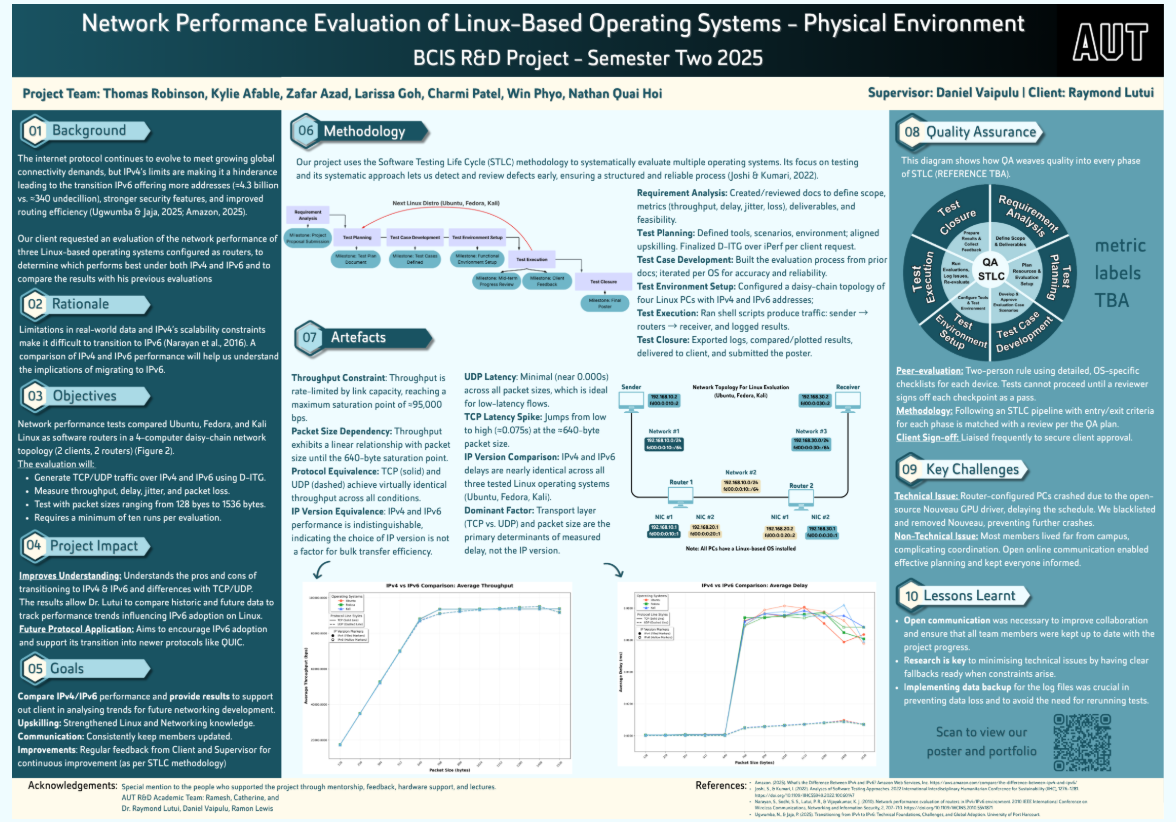 Network Performance Evaluation of Linux-Based Operating Systems – Physical Environment
BCIS R&D Project – Semester Two 2025
AUT
Project Team: Thomas Robinson, Kylie Afable, Zafar Azad, Larissa Goh, Charmi Patel, Win Phyo, Nathan Quai Hoi
Supervisor: Daniel Vaipulu | Client: Raymond Lutui
01 Background
The internet protocol continues to evolve to meet growing global
connectivity demands, but IPv4's limits are making it a hinderance
leading to the transition IPv6 offering more addresses (≈4.3 billion
vs. ≈340 undecillion), stronger security features, and improved
routing efficiency (Ugwumba & Jaja, 2025; Amazon, 2025).
Our client requested an evaluation of the network performance of
three Linux-based operating systems configured as routers, to
determine which performs best under both IPv4 and IPv6 and to
compare the results with his previous evaluations
02 Rationale
Limitations in real-world data and IPv4's scalability constraints
make it difficult to transition to IPv6 (Narayan et al., 2016). A
comparison of IPv4 and IPv6 performance will help us understand
the implications of migrating to IPv6.
03 Objectives
Network performance tests compared Ubuntu, Fedora, and Kali
Linux as software routers in a 4-computer daisy-chain network
topology (2 clients, 2 routers) (Figure 2).
The evaluation will:
• Generate TCP/UDP traffic over IPv4 and IPv6 using D-ITG.
• Measure throughput, delay, jitter, and packet loss.
• Test with packet sizes ranging from 128 byes to 1536 bytes.
• Requires a minimum of ten runs per evaluation.
04 Project Impact
Improves Understanding: Understands the pros and cons of
transitioning to IPv4 & IPv6 and differences with TCP/UDP.
The results allow Dr. Lutui to compare historic and future data to
track performance trends influencing IPv6 adoption on Linux.
Future Protocol Application: Aims to encourage IPv6 adoption
and support its transition into newer protocols like QUIC.
05 Goals
Compare IPv4/IPv6 performance and provide results to support
out client in analysing trends for future networking development.
Upskilling: Strengthened Linux and Networking knowledge.
Communication: Consistently keep members updated.
Improvements: Regular feedback from Client and Supervisor for
continuous improvement (as per STLC methodology)
06 Methodology
Our project uses the Software Testing Life Cycle (STLC) methodology to systematically evaluate multiple operating systems. Its focus on testing
and its systematic approach lets us detect and review defects early, ensuring a structured and reliable process (Joshi & Kumari, 2022).
Next Linux Distro (Ubuntu, Fedora, Kali)
Requirement
Analysis
Milestone: Project
Proposal Submission
Test Planning
Milestone: Test Plan
Document
Test Case Development
Milestone: Test Cases
Defined
Test Environment Setup
Milestone: Functional
Environment Setup
Test Execution
Milestone: Mid-term
Progress Review
Milestone: Client
Feedback
Test Closure
Milestone: Final
Poster
Requirement Analysis: Created/reviewed docs to define scope,
metrics (throughput, delay, jitter, loss), deliverables, and
feasibility.
Test Planning: Defined tools, scenarios, environment; aligned
upskilling. Finalized D-ITG over iPerf per client request.
Test Case Development: Built the evaluation process from prior
docs; iterated per OS for accuracy and reliability.
Test Environment Setup: Configured a daisy-chain topology of
four Linux PCs with IPv4 and IPv6 addresses;
Test Execution: Ran shell scripts produce traffic: sender →
routers → receiver, and logged results.
Test Closure: Exported logs, compared/plotted results,
delivered to client, and submitted the poster.
07 Artefacts
Throughput Constraint: Throughput is
rate-limited by link capacity, reaching a
maximum saturation point of ≈95,000
bps.
Packet Size Dependency: Throughput
exhibits a linear relationship with packet
size until the 640-byte saturation point.
Protocol Equivalence: TCP (solid) and
UDP (dashed) achieve virtually identical
throughput across all conditions.
IP Version Equivalence: IPv4 and IPv6
performance is indistinguishable,
indicating the choice of IP version is not
a factor for bulk transfer efficiency.
UDP Latency: Minimal (near 0.000s)
across all packet sizes, which is ideal
for low-latency flows.
TCP Latency Spike: Jumps from low
to high (≈0.075s) at the ≈640-byte
packet size.
IP Version Comparison: IPv4 and IPv6
delays are nearly identical across all
three tested Linux operating systems
(Ubuntu, Fedora, Kali).
Dominant Factor: Transport layer
(TCP vs. UDP) and packet size are the
primary determinants of measured
delay, not the IP version.
Sender
Network Topology For Linux Evaluation
(Ubuntu, Fedora, Kali)
Receiver
192.168.10.2
192.168.30.2
Network #1
192.168.10.0/24
Network #3
192.168.30.0/24
Network #2
Router 1
Router 2
NIC #1
NIC #2
NIC #2
NIC #1
192.168.10.1
192.168.20.1
192.168.20.2
192.168.30.1
Note: All PCs have a Linux-based OS installed
IPv4 vs IPv6 Comparison: Average Throughput
Average Throughput (bps)
Packet Size (bytes)
IPv4 vs IPv6 Comparison: Average Delay
Average Delay (ms)
Packet Size (bytes)
08 Quality Assurance
This diagram shows how QA weaves quality into every phase
of STLC (REFERENCE TBA).
QA
STLC
Requirement Analysis
Define Scope
& Deliverables
Test Planning
Plan
Resources &
Evaluation
Setup
Test Case Development
Develop &
Approve
Evaluation Case
Scenarios
Test Environment Setup
Configure Tools
& Test
Environment
Test Execution
Run
Evaluations,
Log Issues,
Re-evaluate
Test Closure
Prepare
Results &
Collect
Feedback
metric
labels
TBA
Peer-evaluation: Two-person rule using detailed, OS-specific
checklists for each device. Tests cannot proceed until a reviewer
signs off each checkpoint as a pass.
Methodology: Following an STLC pipeline with entry/exit criteria
for each phase is matched with a review per the QA plan.
Client Sign-off: Liaised frequently to secure client approval.
09 Key Challenges
Technical Issue: Router-configured PCs crashed due to the open-
source Nouveau GPU driver, delaying the schedule. We blacklisted
and removed Nouveau, preventing further crashes.
Non-Technical Issue: Most members lived far from campus,
complicating coordination. Open online communication enabled
effective planning and kept everyone informed.
10 Lessons Learnt
• Open communication was necessary to improve collaboration
and ensure that all team members were kept up to date with the
project progress.
• Research is key to minimising technical issues by having clear
fallbacks ready when constraints arise.
• Implementing data backup for the log files was crucial in
preventing data loss and to avoid the need for rerunning tests.
Scan to view our
poster and portfolio
Acknowledgements: Special mention to the people who supported the project through mentorship, feedback, hardware support, and lectures.
AUT R&D Academic Team: Ramesh, Catherine, and
Dr. Raymond Lutui, Daniel Vaipulu, Ramon Lewis
References: